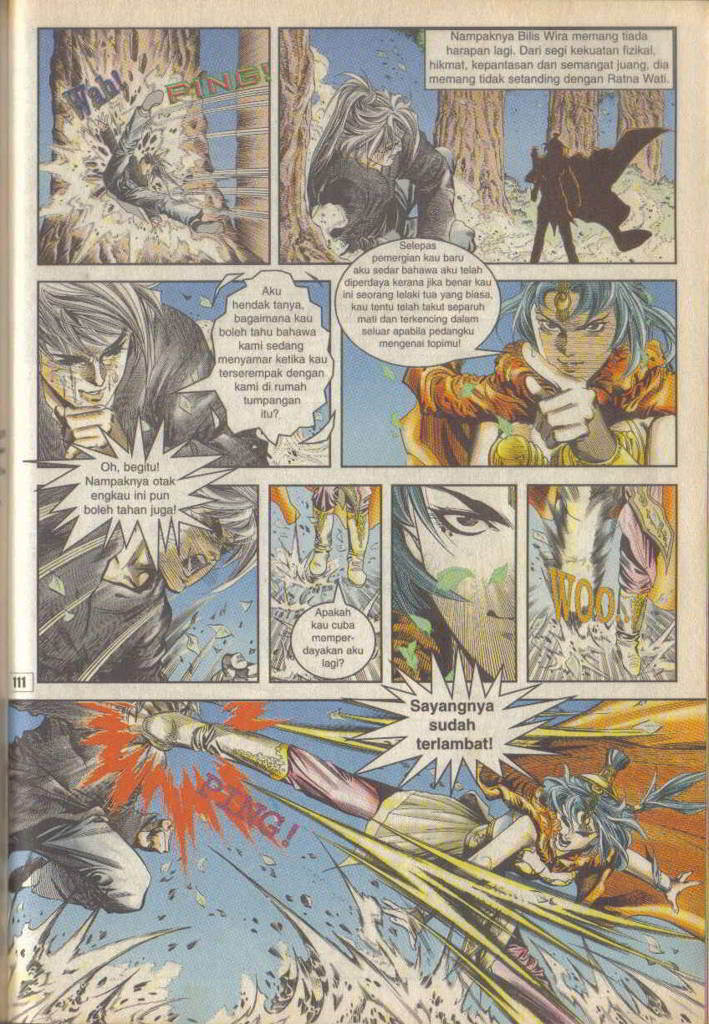 Wah!
PING!
Nampaknya Bilis Wira memang tiada
harapan lagi. Dari segi kekuatan fizikal,
hikmat, kepantasan dan semangat juang, dia
memang tidak setanding dengan Ratna Wati.
Aku
hendak tanya,
bagaimana kau
boleh tahu bahawa
kami sedang
menyamar ketika kau
terserempak dengan
kami di rumah
tumpangan
itu?
Selepas
pemergian kau baru
aku sedar bahawa aku telah
diperdaya kerana jika benar kau
ini seorang lelaki tua yang biasa,
kau tentu telah takut separuh
mati dan terkencing dalam
seluar apabila pedangku
mengenai topimu!
Oh, begitu!
Nampaknya otak
engkau ini pun
boleh tahan juga!
Apakah
kau cuba
memper-
dayakan aku
lagi?
WOO..
111
Sayangnya
sudah
terlambat!
PING!